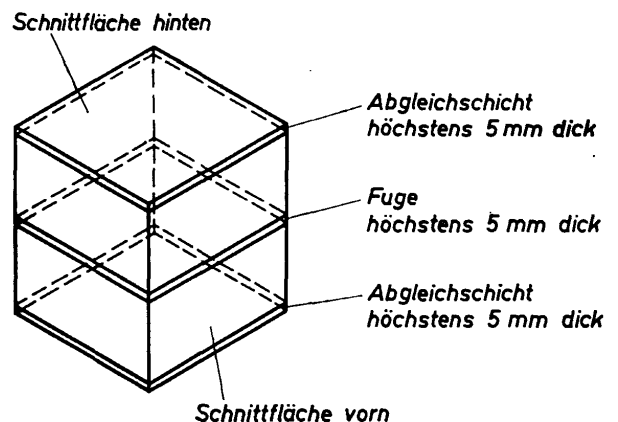 Schnittfläche hinten
Abgleichschicht
höchstens 5 mm dick
Fuge
höchstens 5 mm dick
Abgleichschicht
höchstens 5 mm dick
Schnittfläche vorn